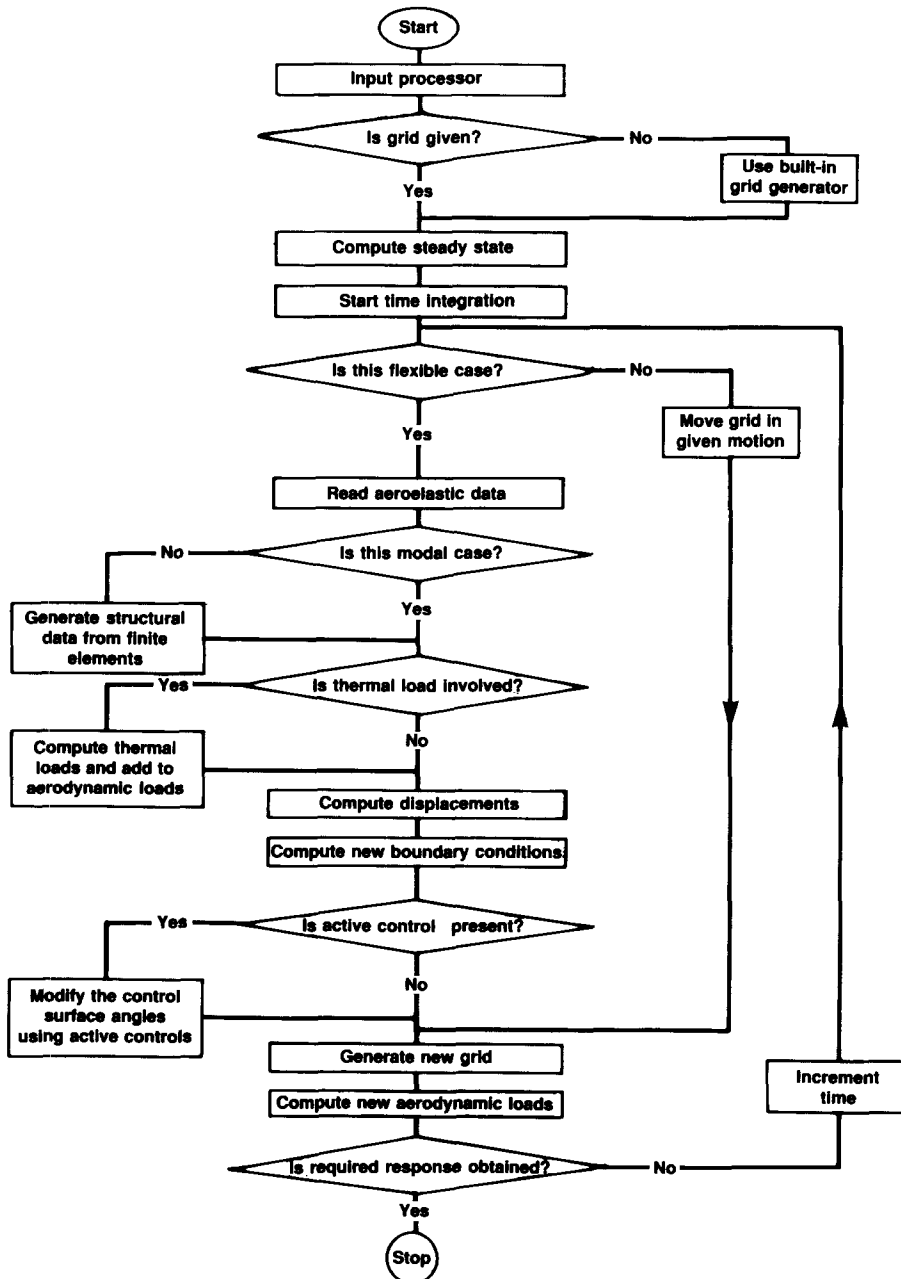 Start
Input processor
Is grid given?
No
Use built-in
grid generator
Yes
Compute steady state
Start time integration
Is this flexible case?
No
Move grid in
given motion
Yes
Read aeroelastic data
Is this modal case?
No
Yes
Generate structural
data from finite
elements
Is thermal load involved?
Yes
No
Compute thermal
loads and add to
aerodynamic loads
Compute displacements
Compute new boundary conditions
Is active control present?
Yes
No
Modify the control
surface angles
using active controls
Generate new grid
Compute new aerodynamic loads
Increment
time
Is required response obtained?
No
Yes
Stop